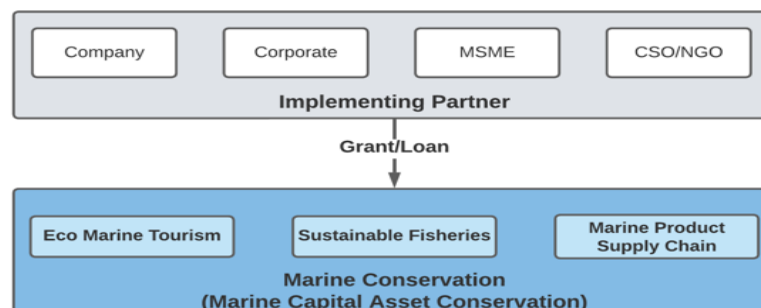 Company
Corporate
MSME
CSO/NGO
Implementing Partner
Grant/Loan
Eco Marine Tourism
Sustainable Fisheries
Marine Product
Supply Chain
Marine Conservation
(Marine Capital Asset Conservation)